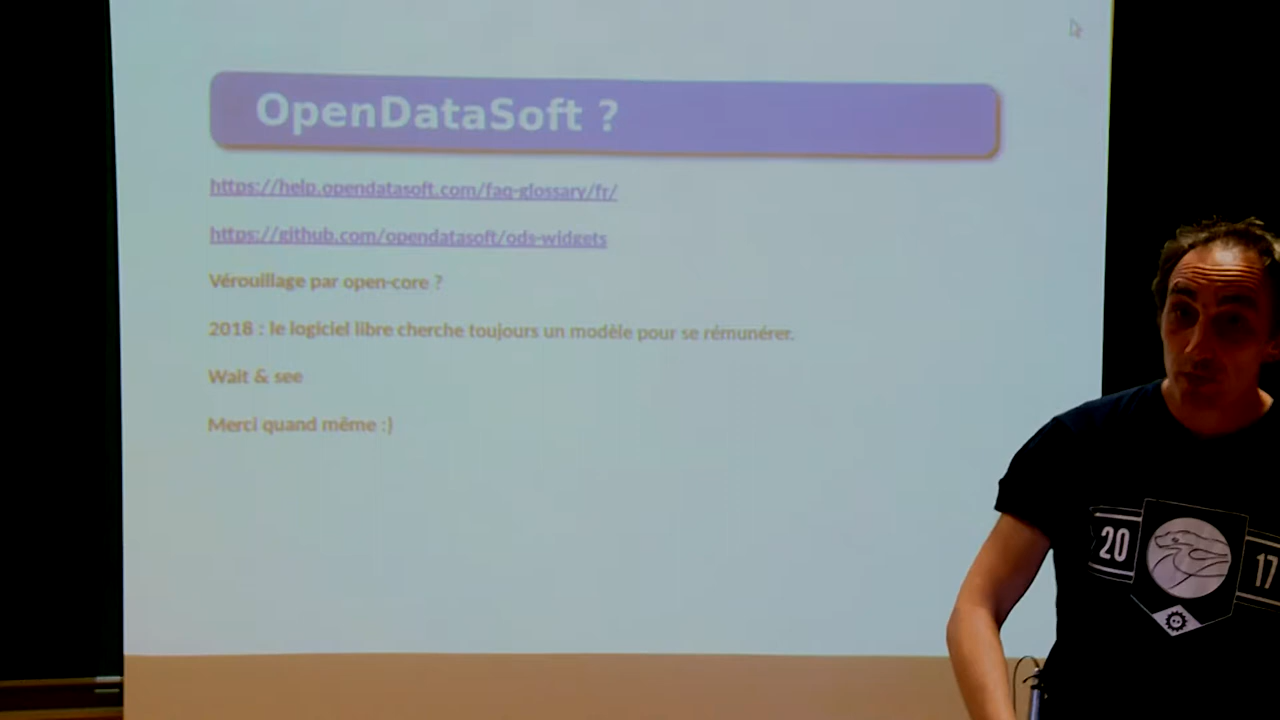 OpenDataSoft ?
https://help.opendatasoft.com/faq-glossary/fr/
https://github.com/opendatasoft/ods-widgets
Vérouillage par open-core ?
2018 : le logiciel libre cherche toujours un modèle pour se rémunérer.
Wait & see
Merci quand même :)
20 17